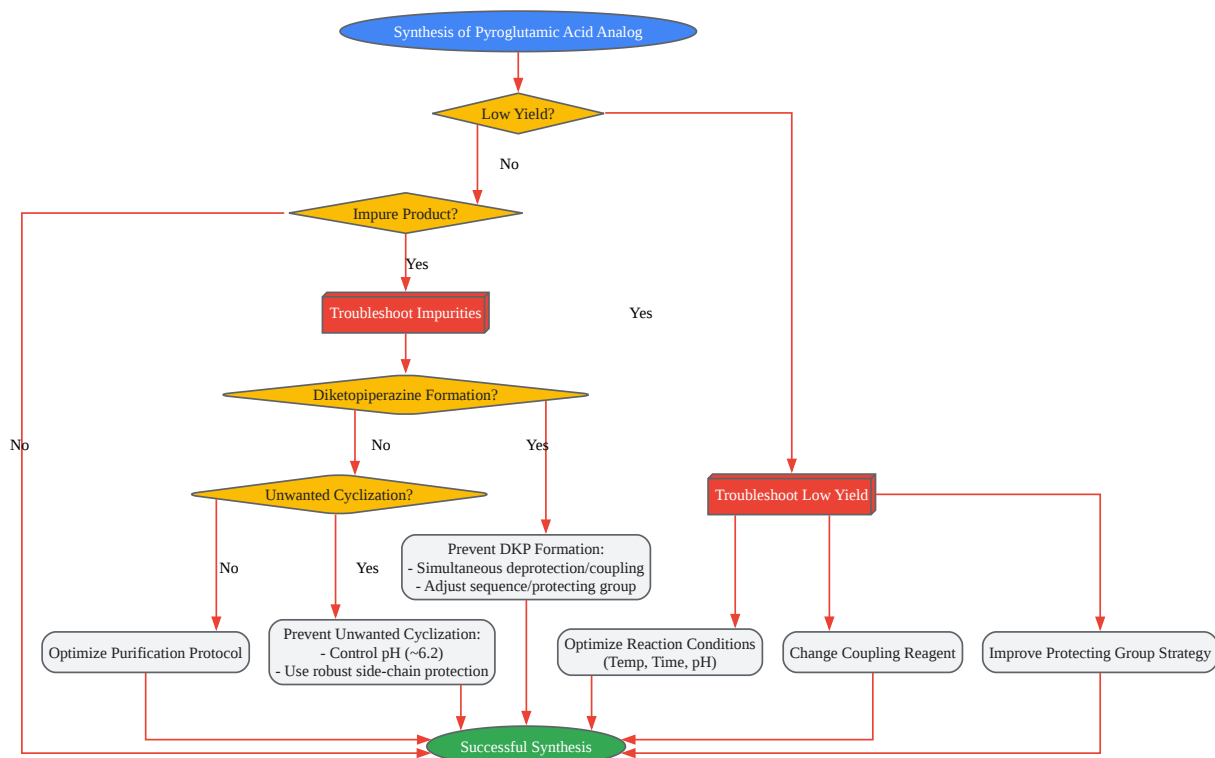 Synthesis of Pyroglutamic Acid Analog
Low Yield?
No
Impure Product?
Yes
Troubleshoot Impurities
Yes
Diketopiperazine Formation?
No
No
Yes
Unwanted Cyclization?
Troubleshoot Low Yield
Prevent DKP Formation:
- Simultaneous deprotection/coupling
- Adjust sequence/protecting group
No
Yes
Optimize Purification Protocol
Prevent Unwanted Cyclization:
- Control pH (~6.2)
- Use robust side-chain protection
Optimize Reaction Conditions
(Temp, Time, pH)
Change Coupling Reagent
Improve Protecting Group Strategy
Successful Synthesis